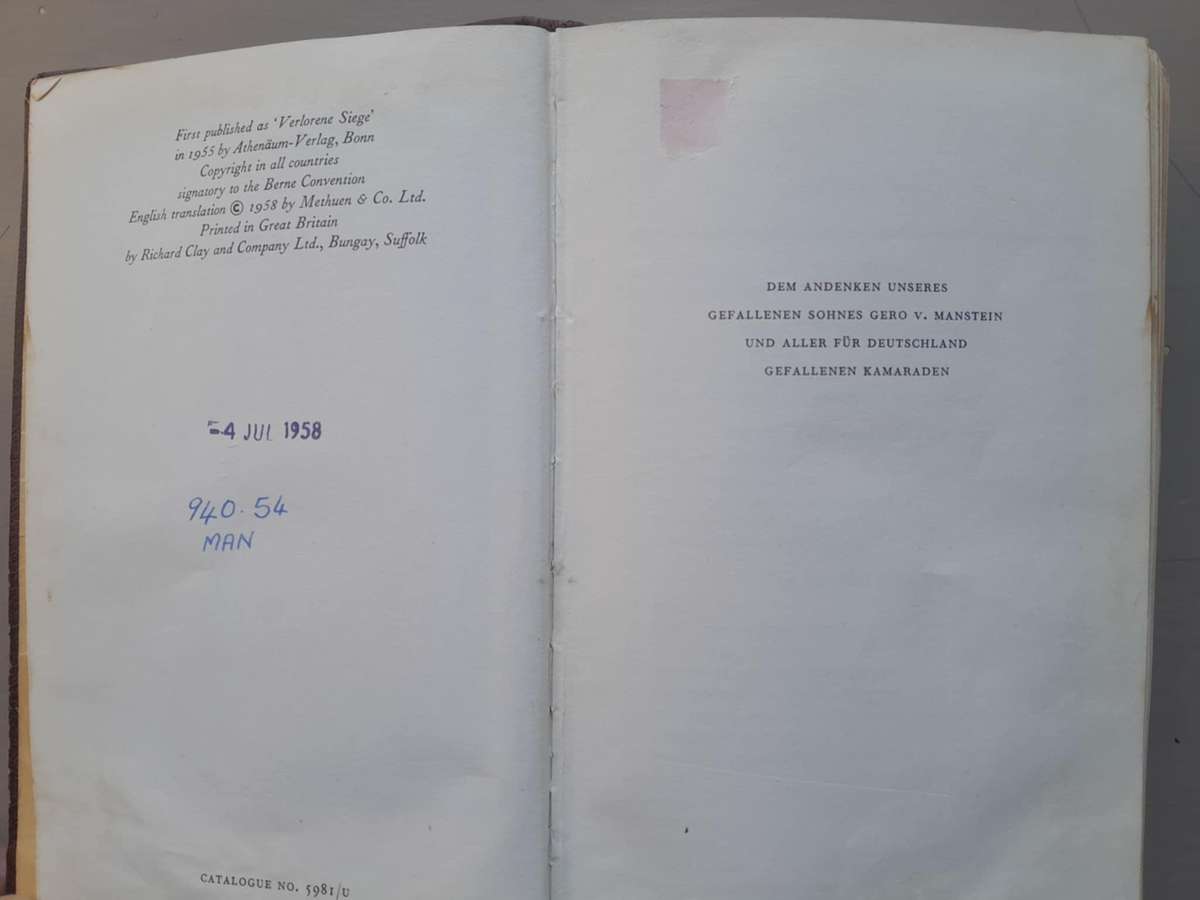 First published as 'Verlorene Siege'
in 1955 by Athenäum-Verlag, Bonn
Copyright in all countries
signatory to the Berne Convention
English translation © 1958 by Methuen & Co. Ltd.
Printed in Great Britain
by Richard Clay and Company Ltd., Bungay, Suffolk
-4 JUL 1958
940.54
MAN
CATALOGUE NO. 5981/U
DEM ANDENKEN UNSERES
GEFALLENEN SOHNES GERO V. MANSTEIN
UND ALLER FÜR DEUTSCHLAND
GEFALLENEN KAMARADEN